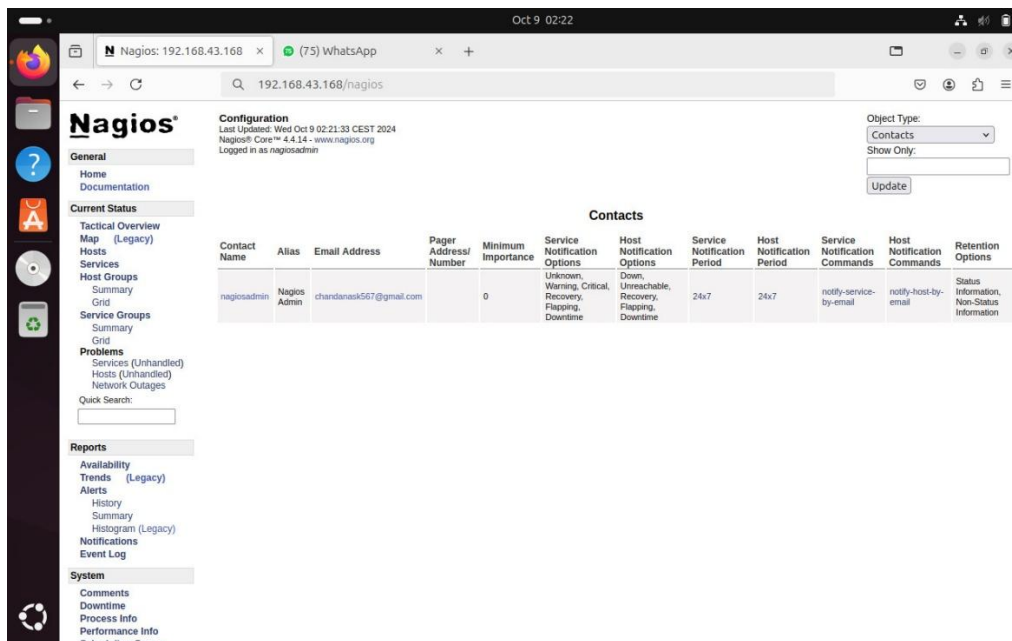 Oct 9 02:22
N Nagios: 192.168.43.168 ×
(75) WhatsApp × +
192.168.43.168/nagios
Nagios®
General
Home
Documentation
Current Status
Tactical Overview
Map (Legacy)
Hosts
Services
Host Groups
Summary
Grid
Service Groups
Summary
Grid
Problems
Services (Unhandled)
Hosts (Unhandled)
Network Outages
Quick Search:
Reports
Availability
Trends (Legacy)
Alerts
History
Summary
Histogram (Legacy)
Notifications
Event Log
System
Comments
Downtime
Process Info
Performance Info
Configuration
Last Updated: Wed Oct 9 02:21:33 CEST 2024
Nagios® Core™ 4.4.14 - www.nagios.org
Logged in as nagiosadmin
Object Type:
Contacts
Show Only:
Update
Contacts
Contact Name
Alias
Email Address
Pager Address/ Number
Minimum Importance
Service Notification Options
Host Notification Options
Service Notification Period
Host Notification Period
Service Notification Commands
Host Notification Commands
Retention Options
nagiosadmin
Nagios Admin
chandanask567@gmail.com
0
Unknown, Warning, Critical, Recovery, Flapping, Downtime
Down, Unreachable, Recovery, Flapping, Downtime
24x7
24x7
notify-service-by-email
notify-host-by-email
Status Information, Non-Status Information